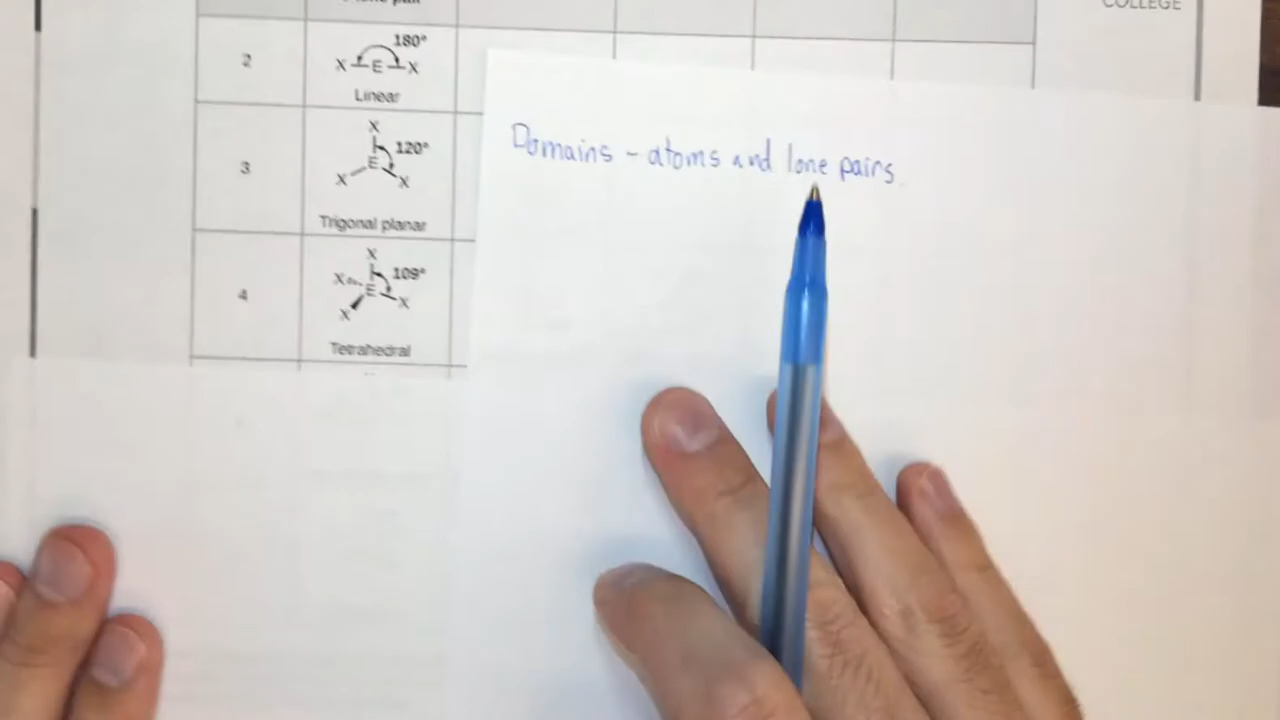 COLLEGE
2
180°
X E X
Linear
3
X
120°
E
X X
Trigonal planar
4
X
X 109°
E
X
X
Tetrahedral
Domains - atoms and lone pairs.